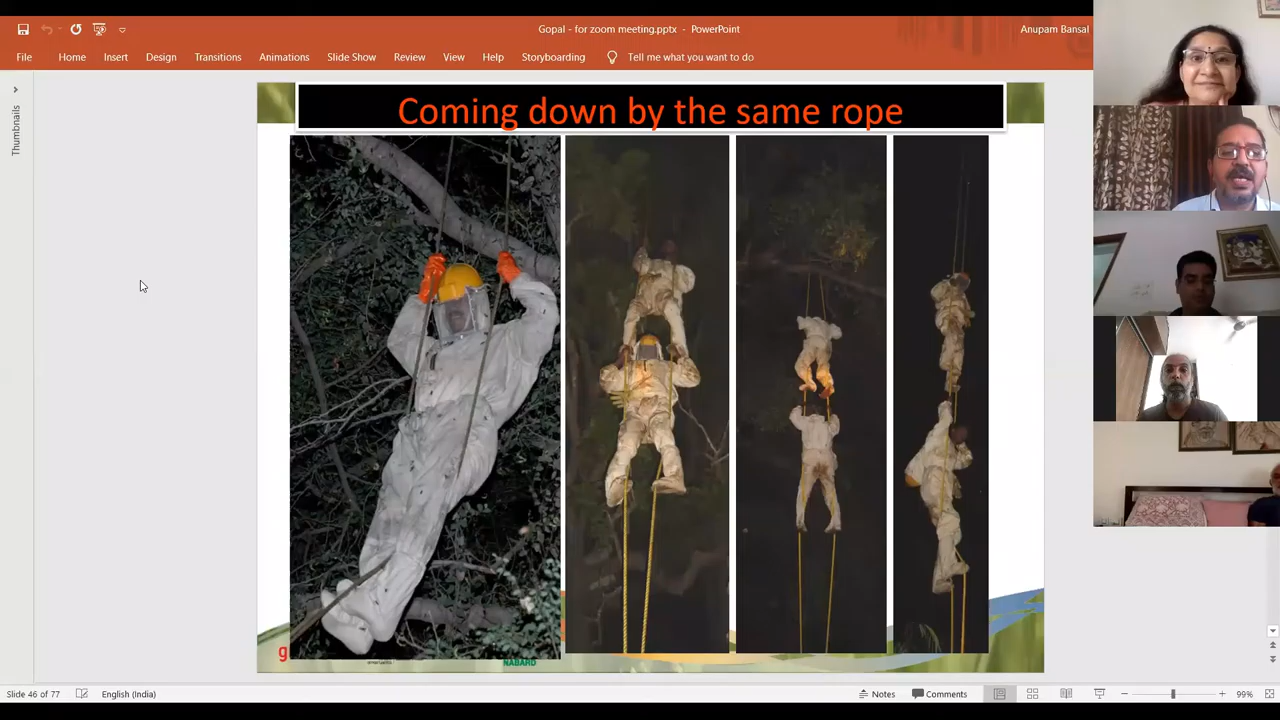 Gopal - for zoom meeting.pptx - PowerPoint
Anupam Bansal
File Home Insert Design Transitions Animations Slide Show Review View Help Storyboarding Tell me what you want to do
Thumbnails
Coming down by the same rope
g
NABARD
Slide 46 of 77 English (India) Notes Comments 99%